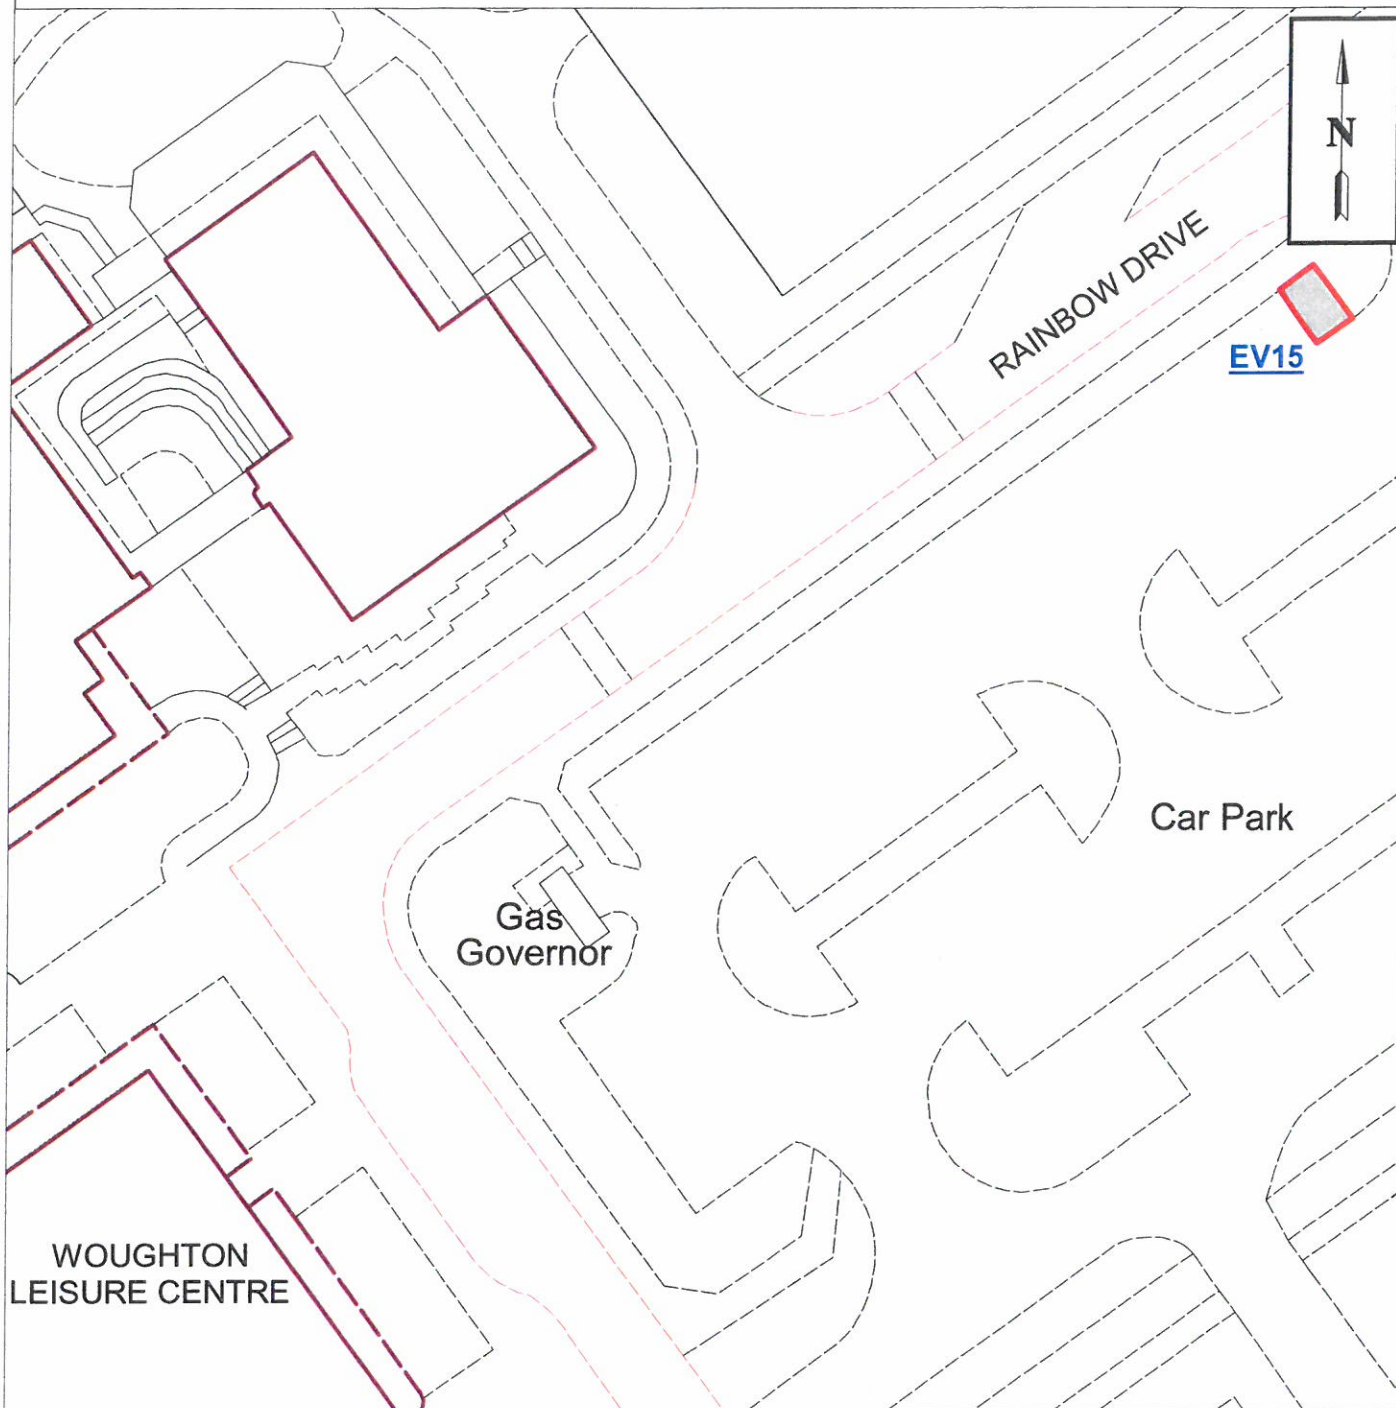 N
RAINBOW DRIVE
EV15
Car Park
Gas
Governor
WOUGHTON
LEISURE CENTRE